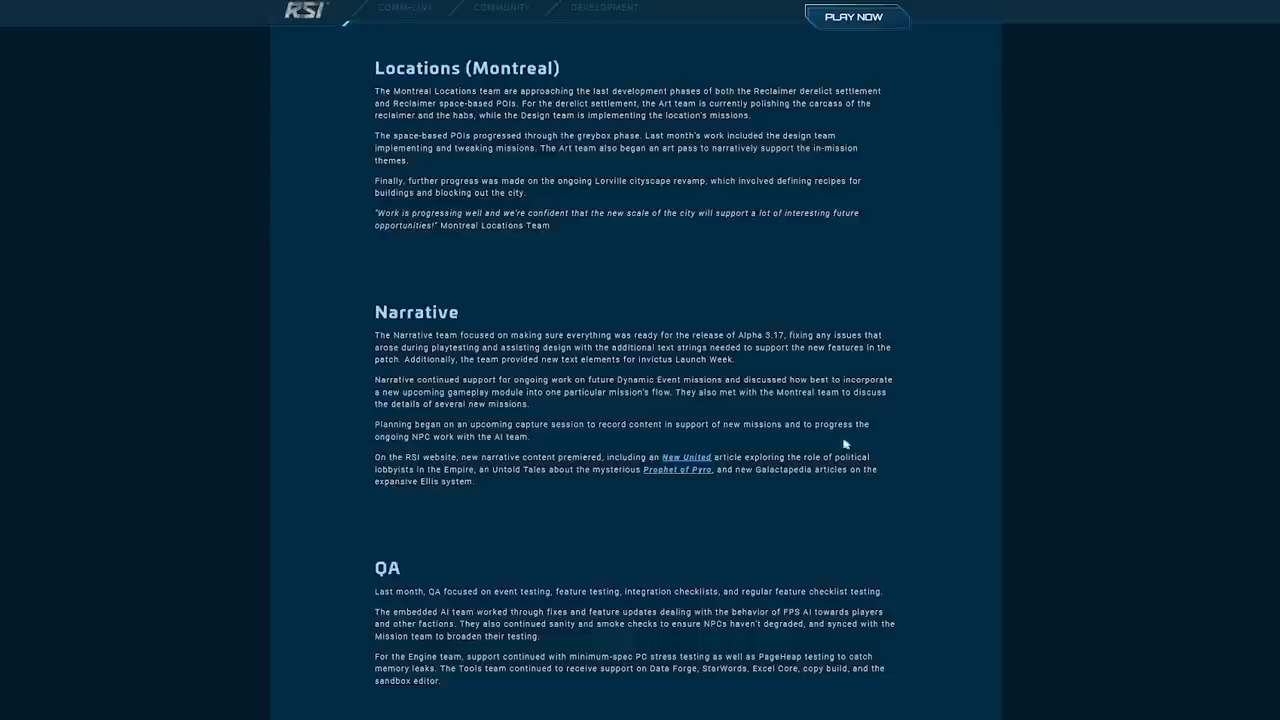 RSI
COMM-LINK
COMMUNITY
DEVELOPMENT
PLAY NOW
Locations (Montreal)
The Montreal Locations team are approaching the last development phases of both the Reclaimer derelict settlement
and Reclaimer space-based POIs. For the derelict settlement, the Art team is currently polishing the carcass of the
reclaimer and the habs, while the Design team is implementing the location's missions.
The space-based POIs progressed through the greybox phase. Last month's work included the design team
implementing and tweaking missions. The Art team also began an art pass to narratively support the in-mission
themes.
Finally, further progress was made on the ongoing Lorville cityscape revamp, which involved defining recipes for
buildings and blocking out the city.
"Work is progressing well and we're confident that the new scale of the city will support a lot of interesting future
opportunities!" Montreal Locations Team
Narrative
The Narrative team focused on making sure everything was ready for the release of Alpha 3.17, fixing any issues that
arose during playtesting and assisting design with the additional text strings needed to support the new features in the
patch. Additionally, the team provided new text elements for Invictus Launch Week.
Narrative continued support for ongoing work on future Dynamic Event missions and discussed how best to incorporate
a new upcoming gameplay module into one particular mission's flow. They also met with the Montreal team to discuss
the details of several new missions.
Planning began on an upcoming capture session to record content in support of new missions and to progress the
ongoing NPC work with the AI team.
On the RSI website, new narrative content premiered, including an New United article exploring the role of political
lobbyists in the Empire, an Untold Tales about the mysterious Prophet of Pyro, and new Galactapedia articles on the
expansive Ellis system.
QA
Last month, QA focused on event testing, feature testing, integration checklists, and regular feature checklist testing.
The embedded AI team worked through fixes and feature updates dealing with the behavior of FPS AI towards players
and other factions. They also continued sanity and smoke checks to ensure NPCs haven't degraded, and synced with the
Mission team to broaden their testing.
For the Engine team, support continued with minimum-spec PC stress testing as well as PageHeap testing to catch
memory leaks. The Tools team continued to receive support on Data Forge, StarWords, Excel Core, copy build, and the
sandbox editor.